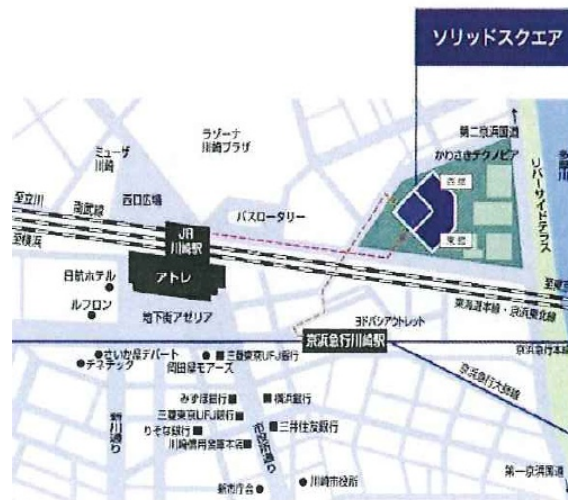 ソリッドスクエア
第二京浜国道
ラゾーナ
川崎プラザ
かわさきテクノピア
ミューザ
川崎
リバーサイドテラス
多摩川
西館
西口広場
至立川
南武線
バスロータリー
JR
川崎駅
東館
至横浜
アトレ
日航ホテル
至東京
ルフロン
東海道本線・京浜東北線
地下街アゼリア
ヨドバシアウトレット
京浜急行川崎駅
京浜急行本線
さいか屋デパート
三菱東京UFJ銀行
チネチッタ
岡田屋モアーズ
京浜急行大師線
みずほ銀行
横浜銀行
三菱東京UFJ銀行
新川通り
りそな銀行
市役所通り
三井住友銀行
川崎信用金庫本店
第一京浜国道
新市庁舎
川崎市役所